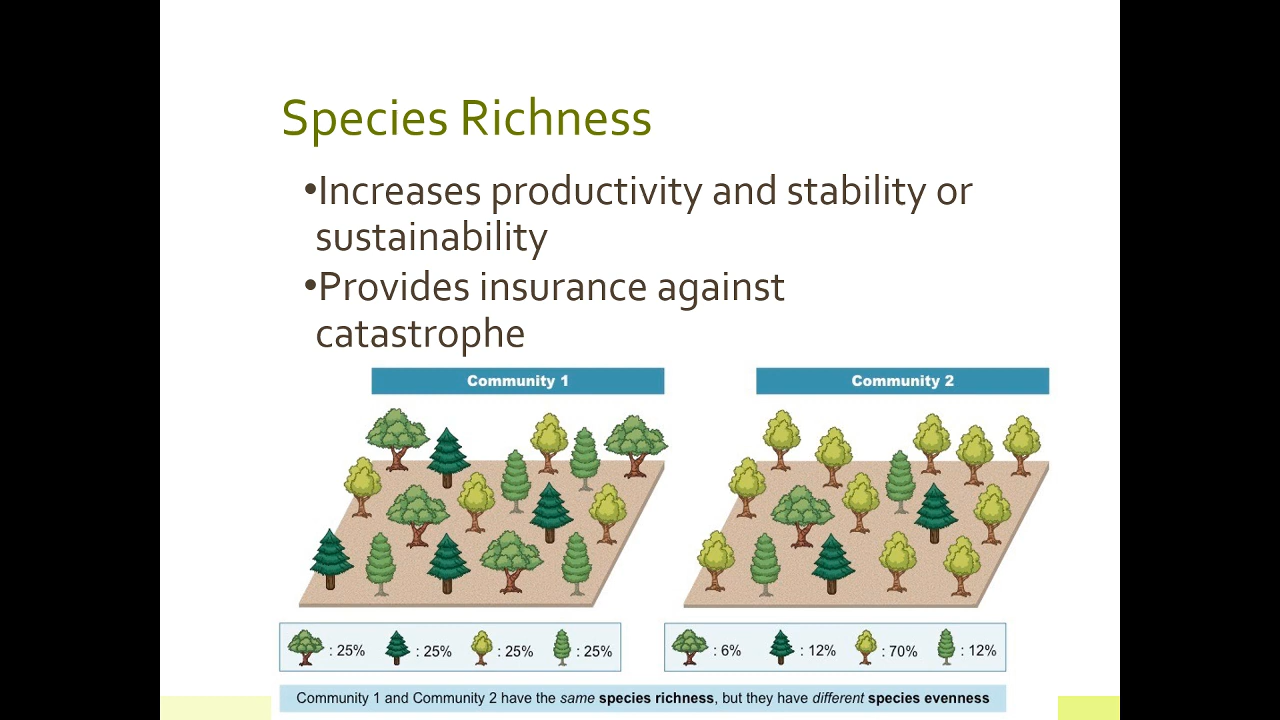 Species Richness
•Increases productivity and stability or
sustainability
•Provides insurance against
catastrophe
Community 1
Community 2
: 25% : 25% : 25% : 25%
: 6% : 12% : 70% : 12%
Community 1 and Community 2 have the same species richness, but they have different species evenness